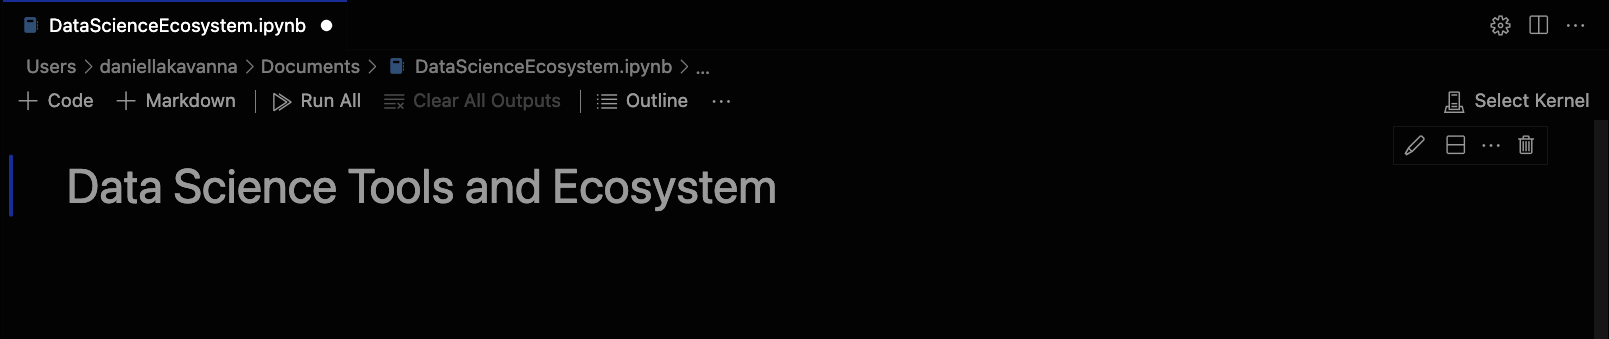 DataScienceEcosystem.ipynb
Users > daniellakavanna > Documents > DataScienceEcosystem.ipynb > ...
+ Code + Markdown | Run All Clear All Outputs | Outline ... Select Kernel
Data Science Tools and Ecosystem